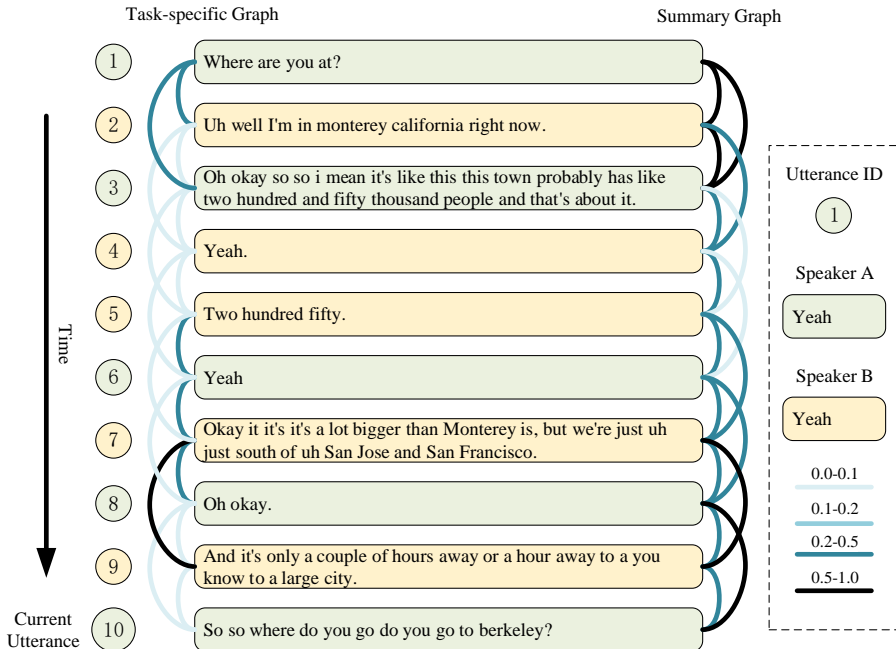 Task-specific Graph
Summary Graph
1
Where are you at?
2
Uh well I'm in monterey california right now.
3
Oh okay so so i mean it's like this this town probably has like
two hundred and fifty thousand people and that's about it.
4
Yeah.
5
Two hundred fifty.
6
Yeah
7
Okay it it's it's a lot bigger than Monterey is, but we're just uh
just south of uh San Jose and San Francisco.
8
Oh okay.
9
And it's only a couple of hours away or a hour away to a you
know to a large city.
Current
Utterance
10
So so where do you go do you go to berkeley?
Time
Utterance ID
1
Speaker A
Yeah
Speaker B
Yeah
0.0-0.1
0.1-0.2
0.2-0.5
0.5-1.0